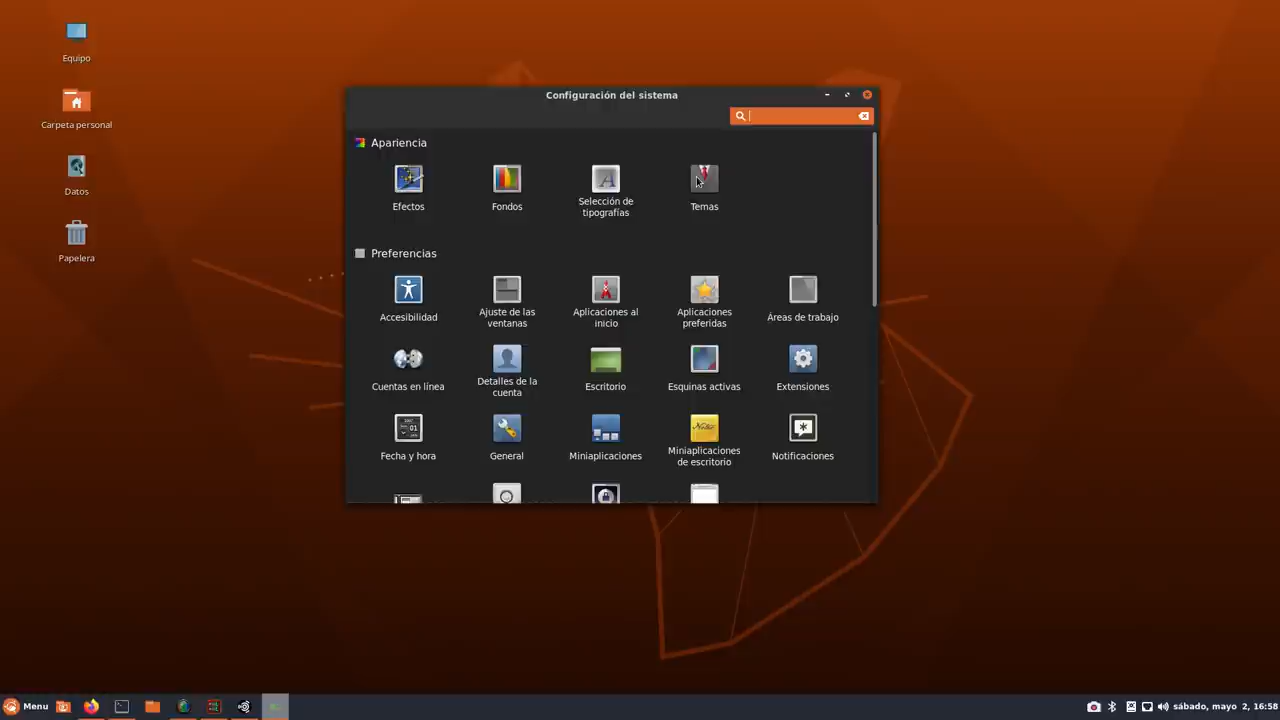 Equipo
Carpeta personal
Datos
Papelera
Configuración del sistema
Apariencia
Efectos
Fondos
Selección de
tipografías
Temas
Preferencias
Accesibilidad
Ajuste de las
ventanas
Aplicaciones al
inicio
Aplicaciones
preferidas
Áreas de trabajo
Cuentas en línea
Detalles de la
cuenta
Escritorio
Esquinas activas
Extensiones
Fecha y hora
General
Miniaplicaciones
Miniaplicaciones
de escritorio
Notificaciones
Menu
sábado, mayo 2, 16:58